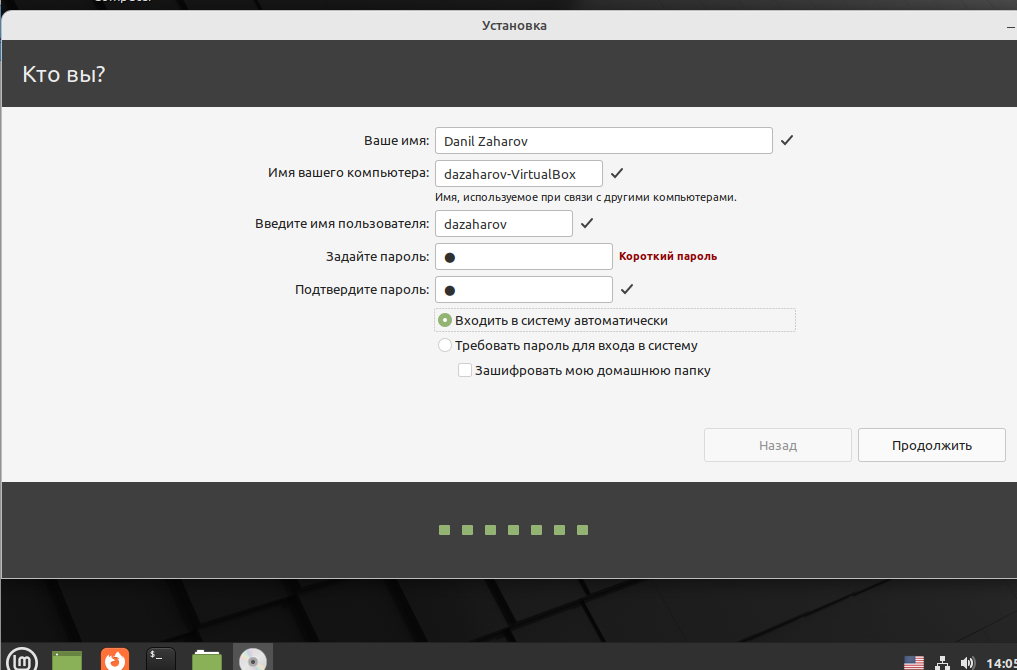 Установка
Кто вы?
Ваше имя: Danil Zaharov
Имя вашего компьютера: dazaharov-VirtualBox
Имя, используемое при связи с другими компьютерами.
Введите имя пользователя: dazaharov
Задайте пароль: ● Короткий пароль
Подтвердите пароль: ●
Входить в систему автоматически
Требовать пароль для входа в систему
Зашифровать мою домашнюю папку
Назад Продолжить
14:05